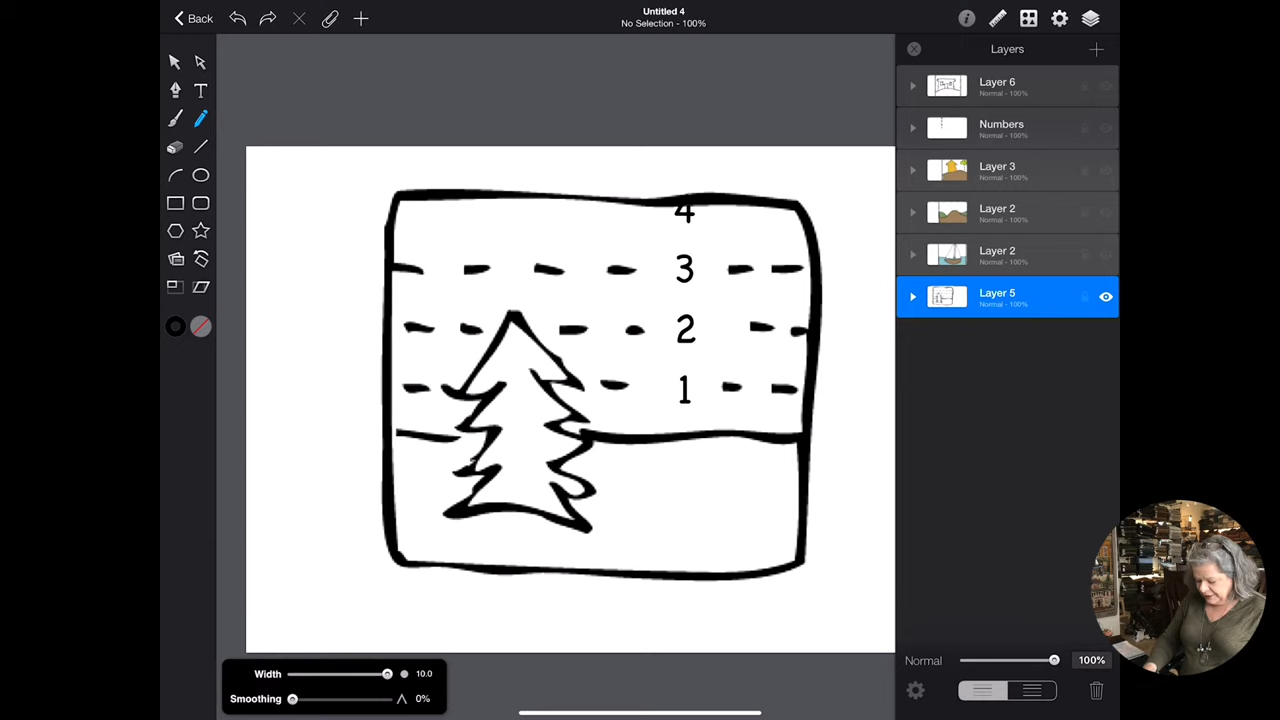 Back
Untitled 4
No Selection - 100%
Layers
Layer 6
Normal - 100%
Numbers
Normal - 100%
Layer 3
Normal - 100%
Layer 2
Normal - 100%
Layer 2
Normal - 100%
Layer 5
Normal - 100%
T
4
3
2
1
Width 10.0
Smoothing 0%
Normal 100%